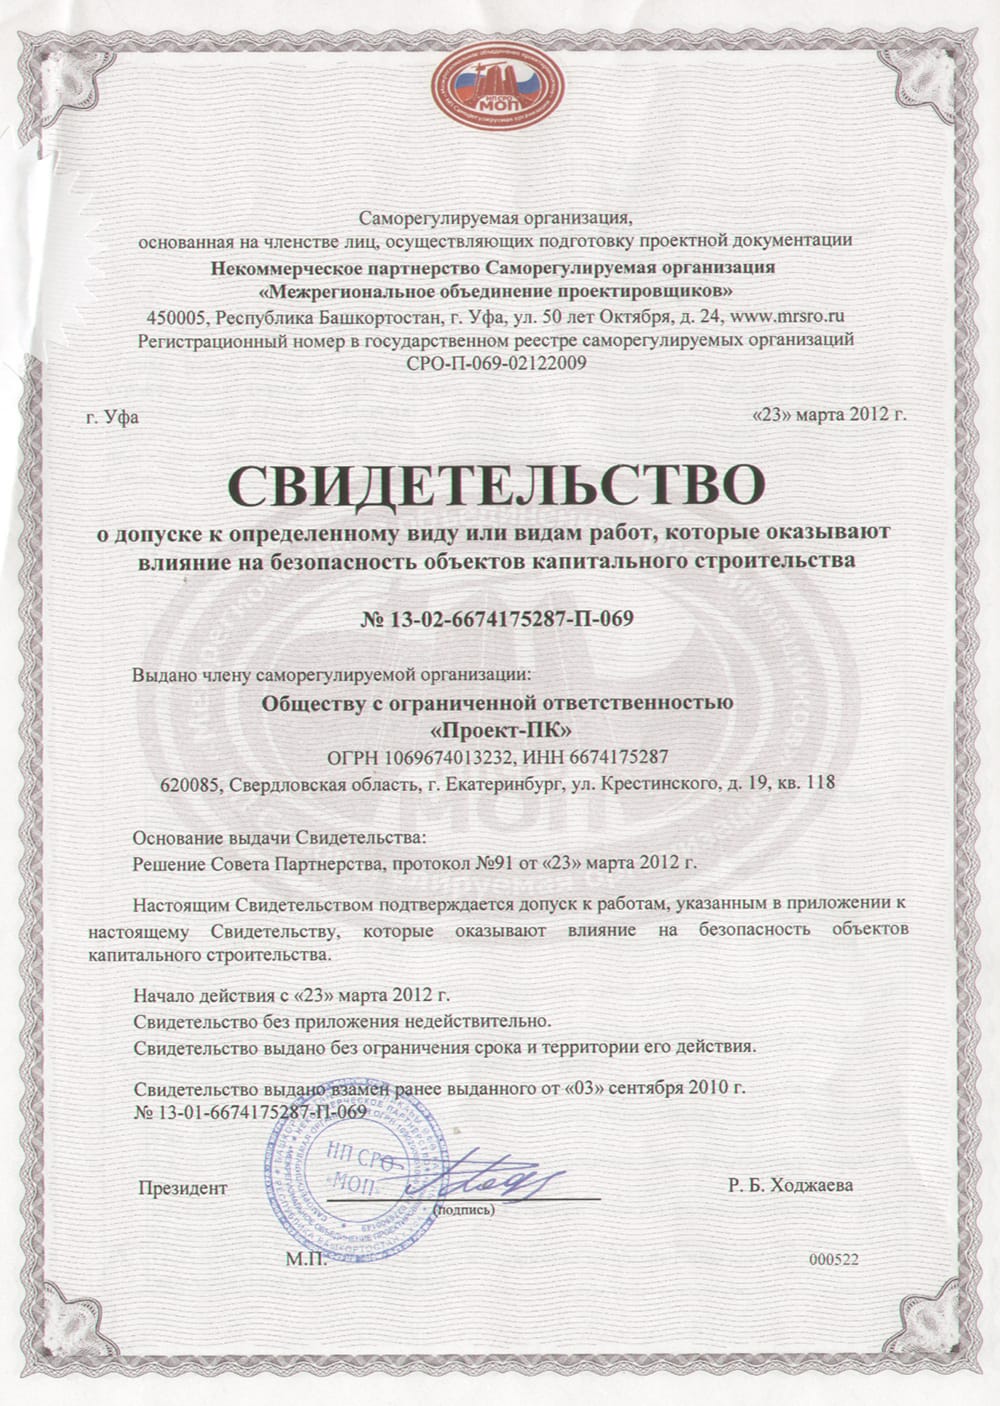 НП СРО
МОП
Саморегулируемая организация,
основанная на членстве лиц, осуществляющих подготовку проектной документации
Некоммерческое партнерство Саморегулируемая организация
«Межрегиональное объединение проектировщиков»
450005, Республика Башкортостан, г. Уфа, ул. 50 лет Октября, д. 24, www.mrsro.ru
Регистрационный номер в государственном реестре саморегулируемых организаций
СРО-П-069-02122009
г. Уфа
«23» марта 2012 г.
СВИДЕТЕЛЬСТВО
о допуске к определенному виду или видам работ, которые оказывают
влияние на безопасность объектов капитального строительства
№ 13-02-6674175287-П-069
Выдано члену саморегулируемой организации:
Обществу с ограниченной ответственностью
«Проект-ПК»
ОГРН 1069674013232, ИНН 6674175287
620085, Свердловская область, г. Екатеринбург, ул. Крестинского, д. 19, кв. 118
Основание выдачи Свидетельства:
Решение Совета Партнерства, протокол №91 от «23» марта 2012 г.
Настоящим Свидетельством подтверждается допуск к работам, указанным в приложении к
настоящему Свидетельству, которые оказывают влияние на безопасность объектов
капитального строительства.
Начало действия с «23» марта 2012 г.
Свидетельство без приложения недействительно.
Свидетельство выдано без ограничения срока и территории его действия.
Свидетельство выдано взамен ранее выданного от «03» сентября 2010 г.
№ 13-01-6674175287-П-069
НП СРО
«МОП»
Президент
Р. Б. Ходжаева
(подпись)
М.П.
000522